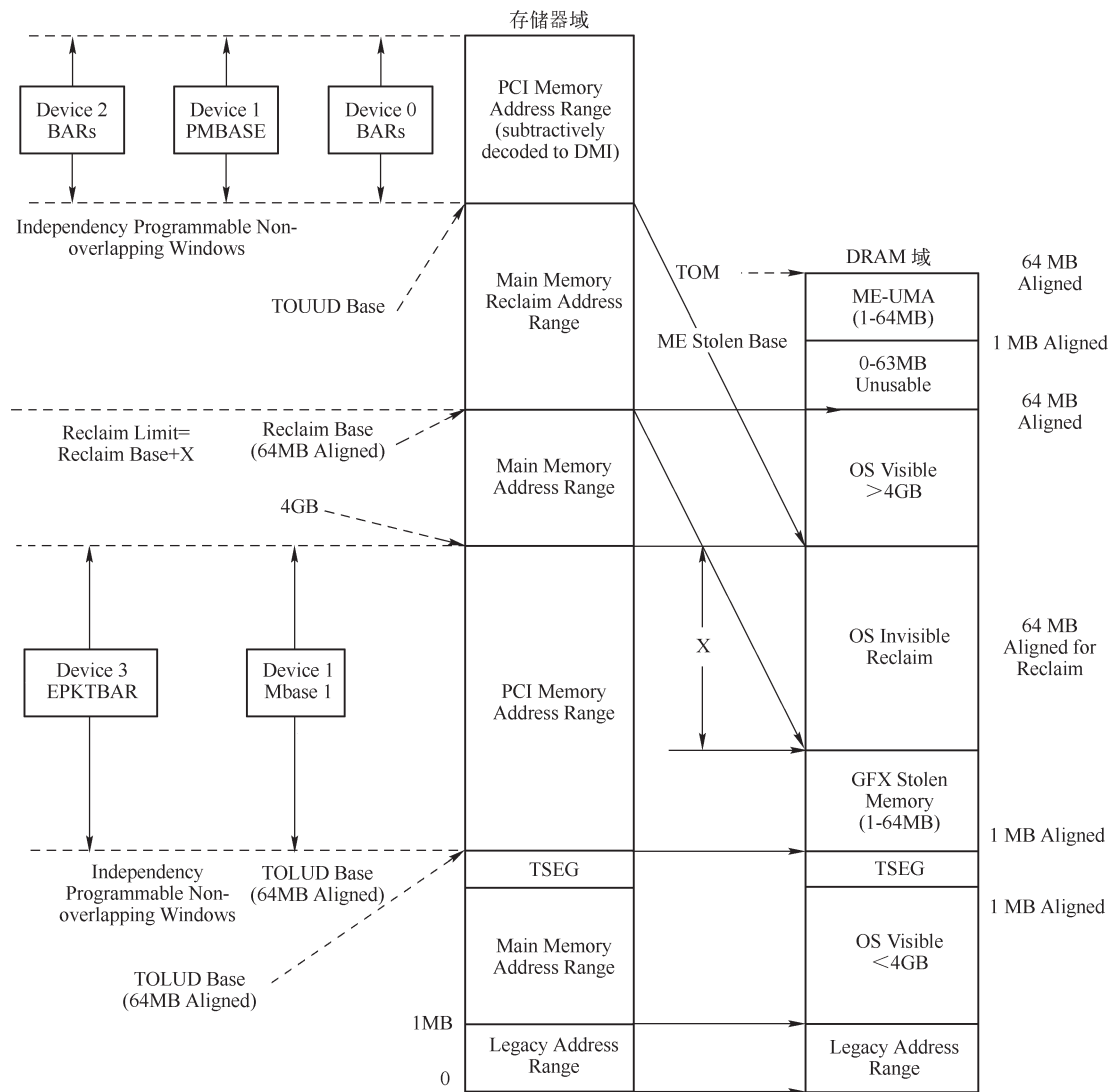 存储器域
Device 2
BARs
Device 1
PMBASE
Device 0
BARs
PCI Memory
Address Range
(subtractively
decoded to DMI)
Independency Programmable Non-
overlapping Windows
TOUUD Base
Main Memory
Reclaim Address
Range
TOM
DRAM 域
64 MB
Aligned
ME-UMA
(1-64MB)
ME Stolen Base
1 MB Aligned
0-63MB
Unusable
64 MB
Aligned
Reclaim Limit=
Reclaim Base+X
Reclaim Base
(64MB Aligned)
Main Memory
Address Range
OS Visible
>4GB
4GB
Device 3
EPKTBAR
Device 1
Mbase 1
PCI Memory
Address Range
X
OS Invisible
Reclaim
64 MB
Aligned for
Reclaim
GFX Stolen
Memory
(1-64MB)
1 MB Aligned
Independency
Programmable Non-
overlapping Windows
TOLUD Base
(64MB Aligned)
TSEG
TSEG
1 MB Aligned
Main Memory
Address Range
OS Visible
<4GB
TOLUD Base
(64MB Aligned)
1MB
Legacy Address
Range
Legacy Address
Range
0